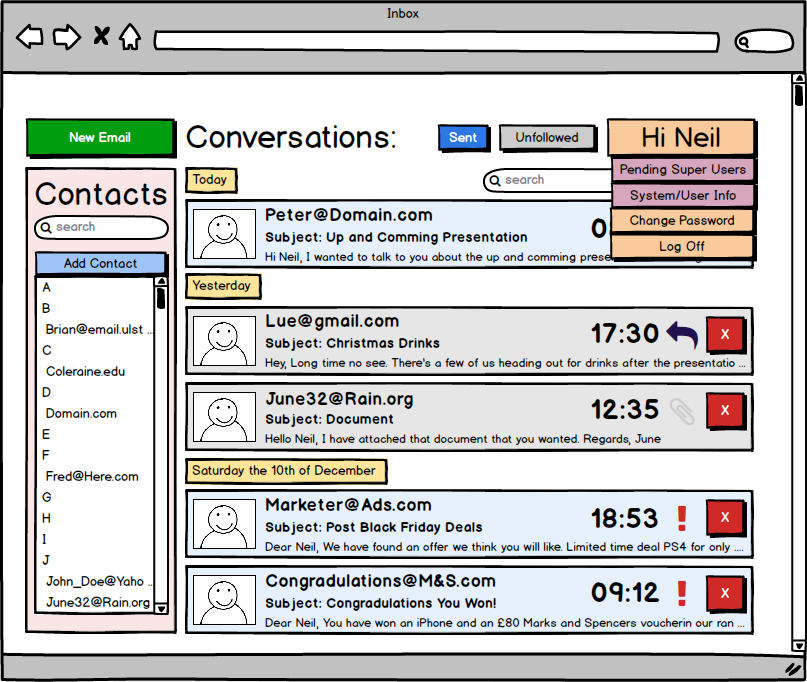 Inbox
New Email
Conversations:
Sent
Unfollowed
Hi Neil
Pending Super Users
System/User Info
Change Password
Log Off
Contacts
search
Add Contact
A
B
Brian@email.ulst ...
C
Coleraine.edu
D
Domain.com
E
F
Fred@Here.com
G
H
I
J
John_Doe@Yaho ...
June32@Rain.org
Today
search
Peter@Domain.com
Subject: Up and Comming Presentation
Hi Neil, I wanted to talk to you about the up and comming
Yesterday
Lue@gmail.com
Subject: Christmas Drinks
17:30
X
Hey, Long time no see. There's a few of us heading out for drinks after the presentatio ...
June32@Rain.org
Subject: Document
12:35
X
Hello Neil, I have attached that document that you wanted. Regards, June
Saturday the 10th of December
Marketer@Ads.com
Subject: Post Black Friday Deals
18:53
!
X
Dear Neil, We have found an offer we think you will like. Limited time deal PS4 for only ....
Congradulations@M&S.com
Subject: Congradulations You Won!
09:12
!
X
Dear Neil, You have won an iPhone and an £80 Marks and Spencers voucherin our ran ...